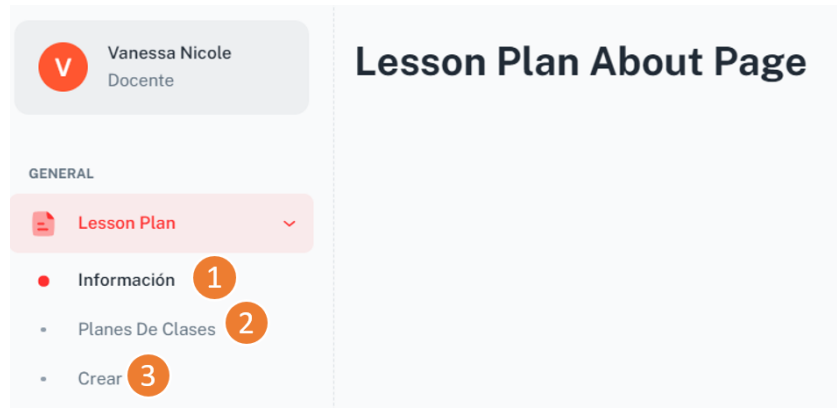 V
Vanessa Nicole
Docente
Lesson Plan About Page
GENERAL
Lesson Plan
Información 1
Planes De Clases 2
Crear 3